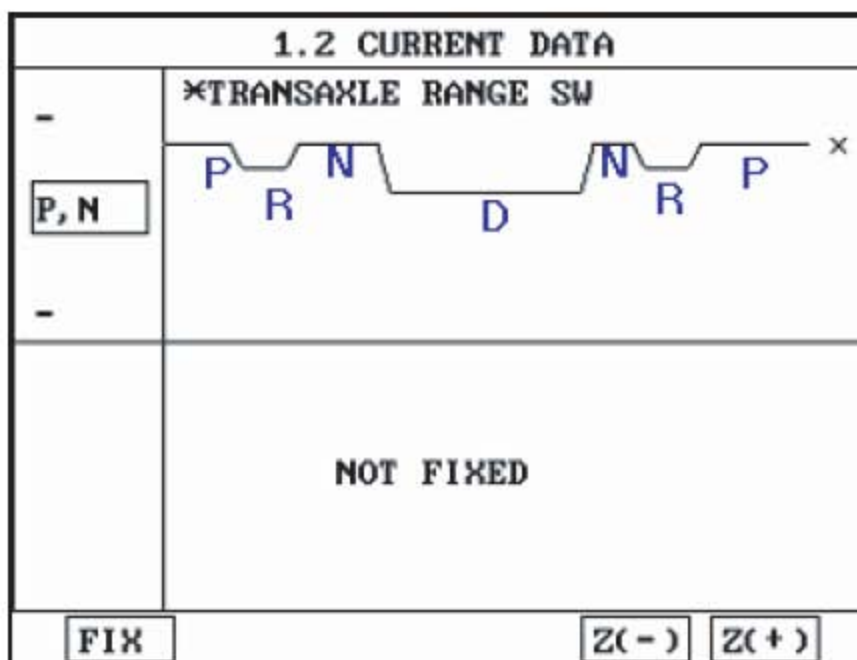 1.2 CURRENT DATA
*TRANSAXLE RANGE SW
-
P,N
-
P R N D N R P ×
NOT FIXED
FIX Z(-) Z(+)